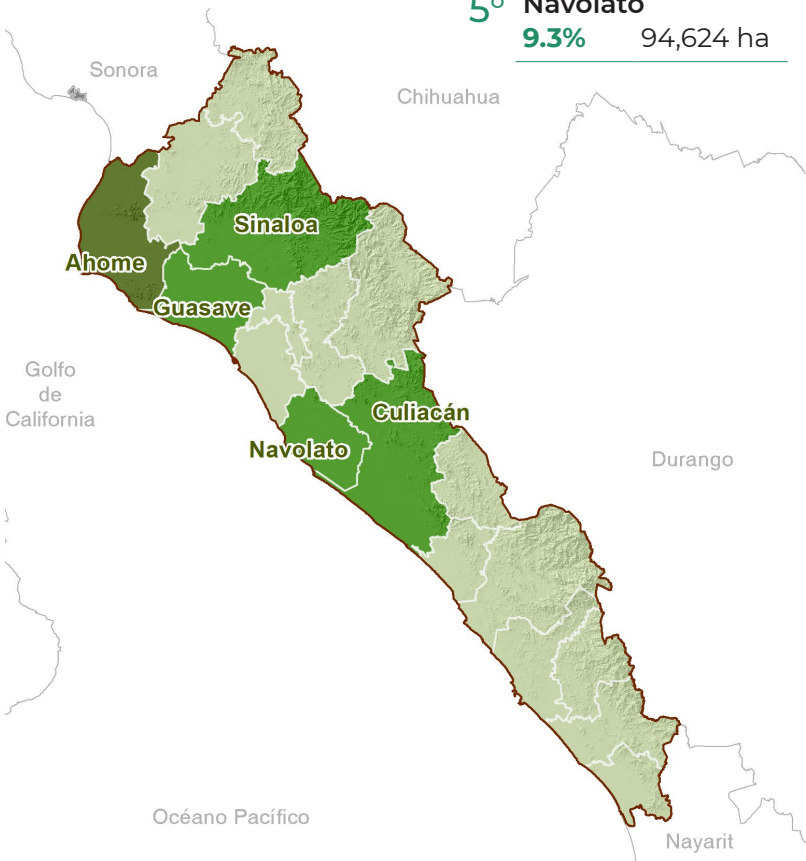 5° Navolato
9.3% 94,624 ha
Sonora
Chihuahua
Sinaloa
Ahome
Guasave
Golfo
de
California
Culiacán
Navolato
Durango
Océano Pacífico
Nayarit